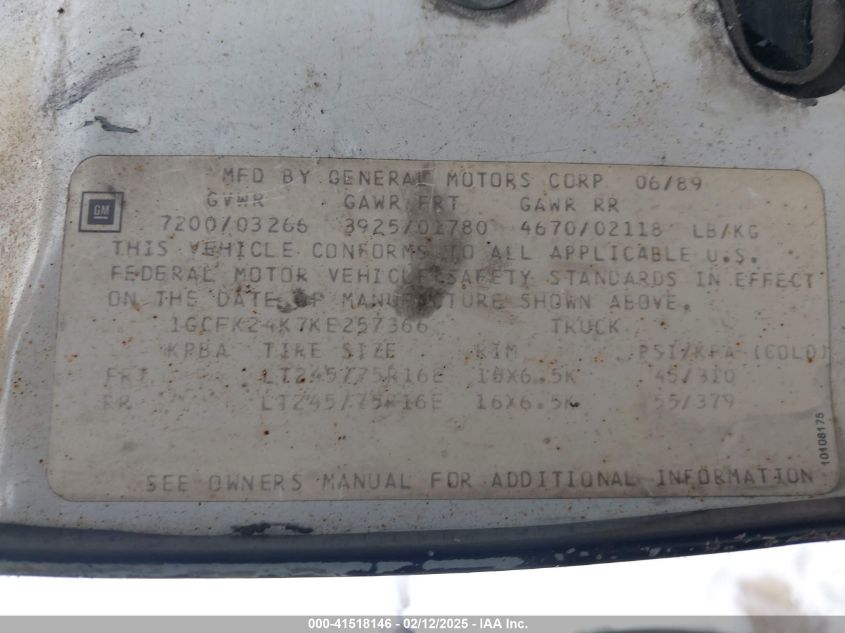 MFD BY GENERAL MOTORS CORP 06/89
GM
GVWR GAWR FRT GAWR RR
7200/03266 3925/01780 4670/02118 LB/KG
THIS VEHICLE CONFORMS TO ALL APPLICABLE U.S.
FEDERAL MOTOR VEHICLE SAFETY STANDARDS IN EFFECT
ON THE DATE OF MANUFACTURE SHOWN ABOVE.
1GCFK24K7KE257366 TRUCK
KPBA TIRE SIZE RIM PSI/KPA (COLD)
FRT LT245/75R16E 16X6.5K 45/310
RR LT245/75R16E 16X6.5K 55/379
10108175
SEE OWNERS MANUAL FOR ADDITIONAL INFORMATION
000-41518146 - 02/12/2025 - IAA Inc.